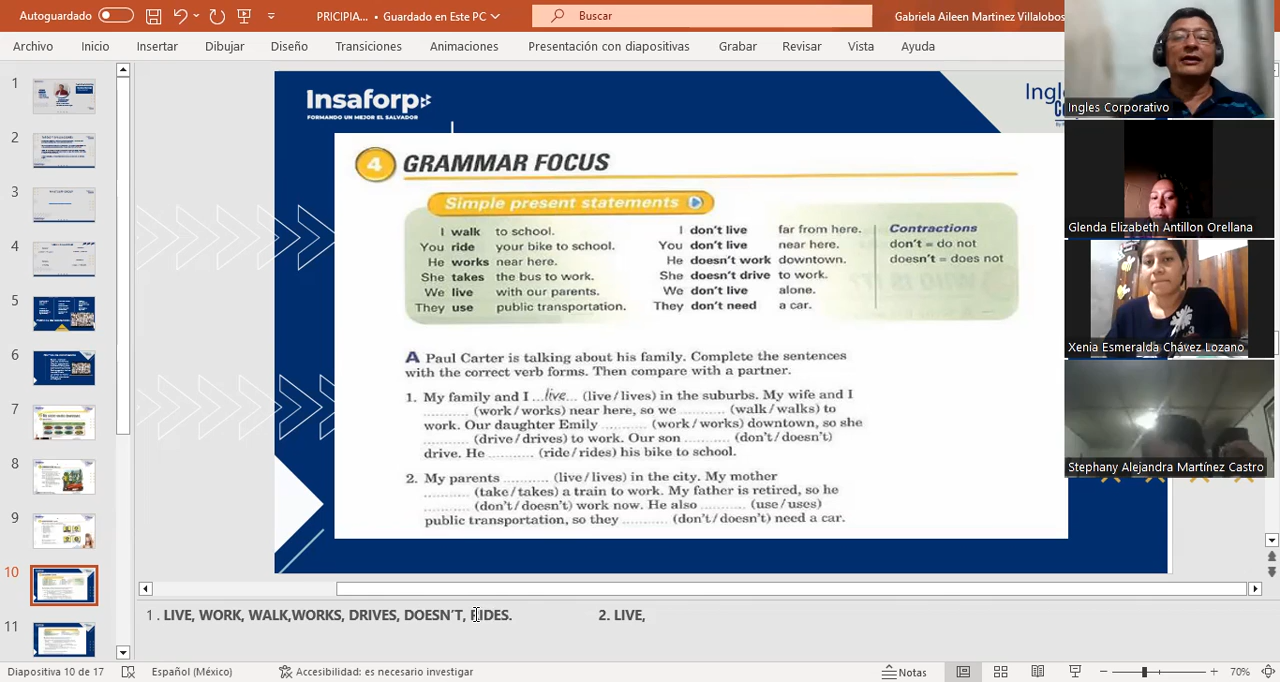 Autoguardado
PRICIPIA... • Guardado en Este PC
Buscar
Gabriela Aileen Martinez Villalobos
Archivo Inicio Insertar Dibujar Diseño Transiciones Animaciones Presentación con diapositivas Grabar Revisar Vista Ayuda
1
2
3
4
5
6
7
8
9
10
11
Insaforp
FORMANDO UN MEJOR EL SALVADOR
4 GRAMMAR FOCUS
Simple present statements
I walk to school.
You ride your bike to school.
He works near here.
She takes the bus to work.
We live with our parents.
They use public transportation.
I don't live far from here.
You don't live near here.
He doesn't work downtown.
She doesn't drive to work.
We don't live alone.
They don't need a car.
Contractions
don't = do not
doesn't = does not
A Paul Carter is talking about his family. Complete the sentences
with the correct verb forms. Then compare with a partner.
1. My family and I ...live... (live / lives) in the suburbs. My wife and I
.......... (work / works) near here, so we .......... (walk / walks) to
work. Our daughter Emily .......... (work / works) downtown, so she
.......... (drive / drives) to work. Our son .......... (don't / doesn't)
drive. He .......... (ride / rides) his bike to school.
2. My parents .......... (live / lives) in the city. My mother
.......... (take / takes) a train to work. My father is retired, so he
.......... (don't / doesn't) work now. He also .......... (use / uses)
public transportation, so they .......... (don't / doesn't) need a car.
Ingles Corporativo
Glenda Elizabeth Antillon Orellana
Xenia Esmeralda Chávez Lozano
Stephany Alejandra Martínez Castro
1. LIVE, WORK, WALK,WORKS, DRIVES, DOESN'T, RIDES. 2. LIVE,
Diapositiva 10 de 17 Español (México) Accesibilidad: es necesario investigar Notas 70%